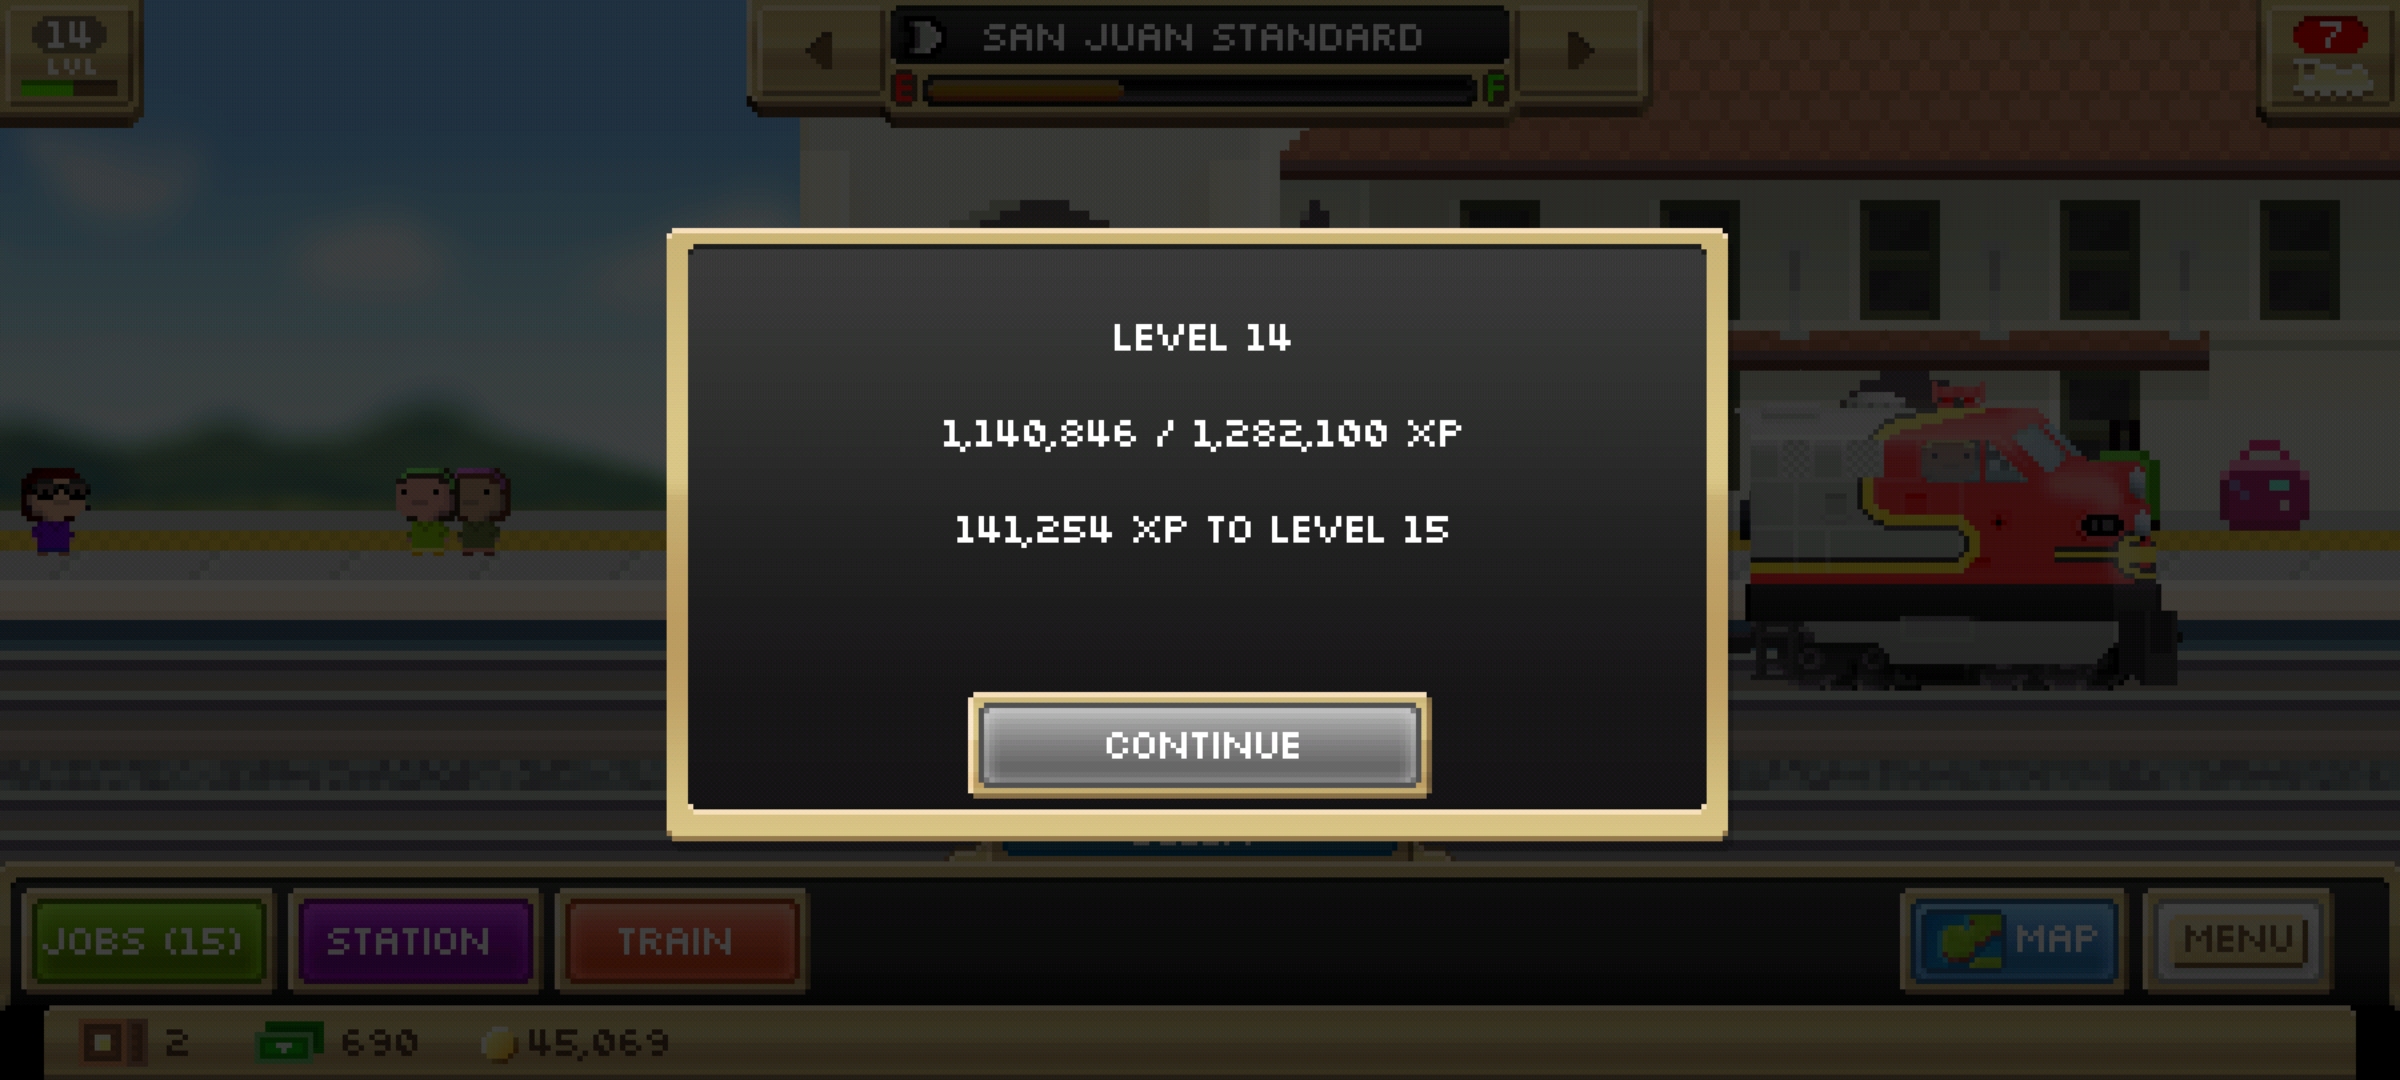 14
LVL
SAN JUAN STANDARD
E F
7
LEVEL 14
1,140,846 / 1,282,100 XP
141,254 XP TO LEVEL 15
CONTINUE
JOBS (15)
STATION
TRAIN
MAP
MENU
2
690
45,069